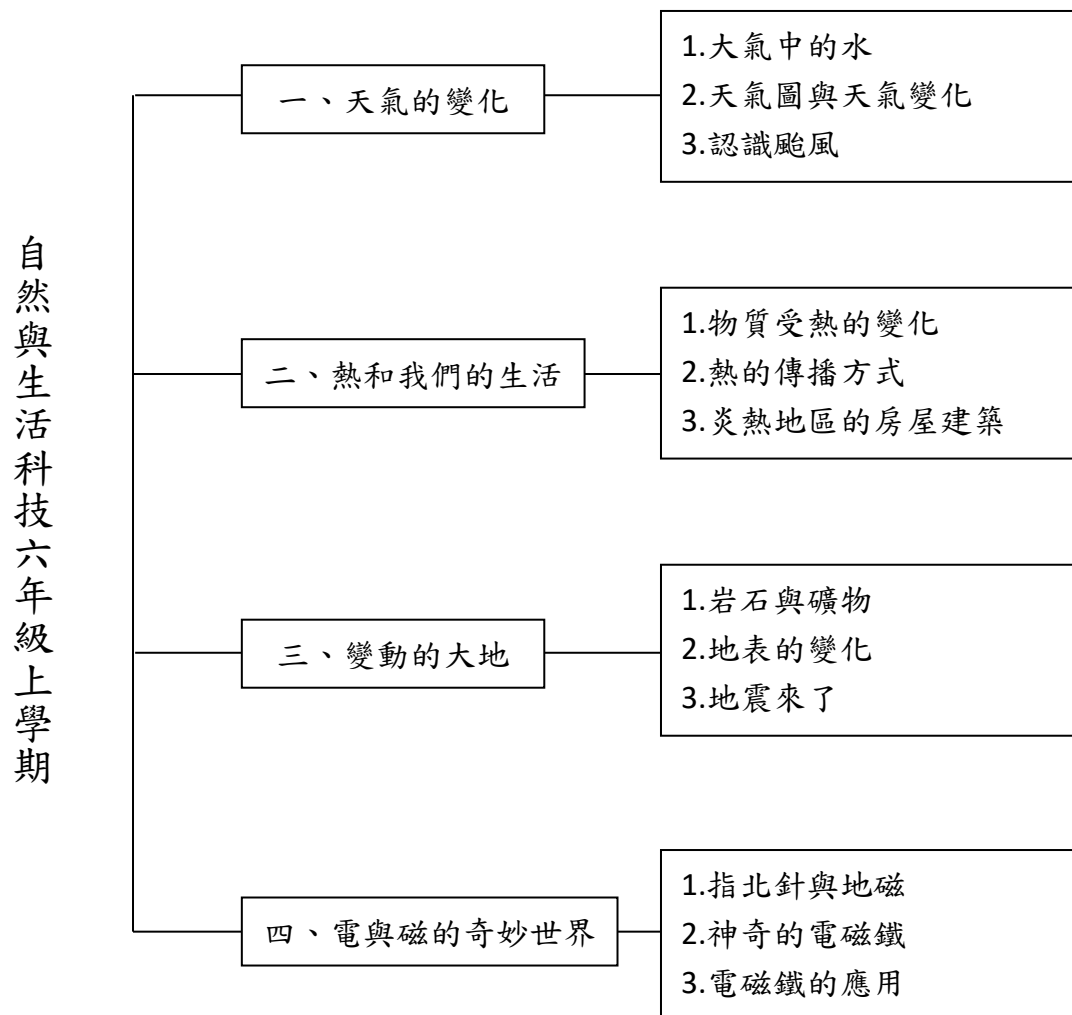 自然與生活科技六年級上學期
一、天氣的變化
1.大氣中的水
2.天氣圖與天氣變化
3.認識颱風
二、熱和我們的生活
1.物質受熱的變化
2.熱的傳播方式
3.炎熱地區的房屋建築
三、變動的大地
1.岩石與礦物
2.地表的變化
3.地震來了
四、電與磁的奇妙世界
1.指北針與地磁
2.神奇的電磁鐵
3.電磁鐵的應用